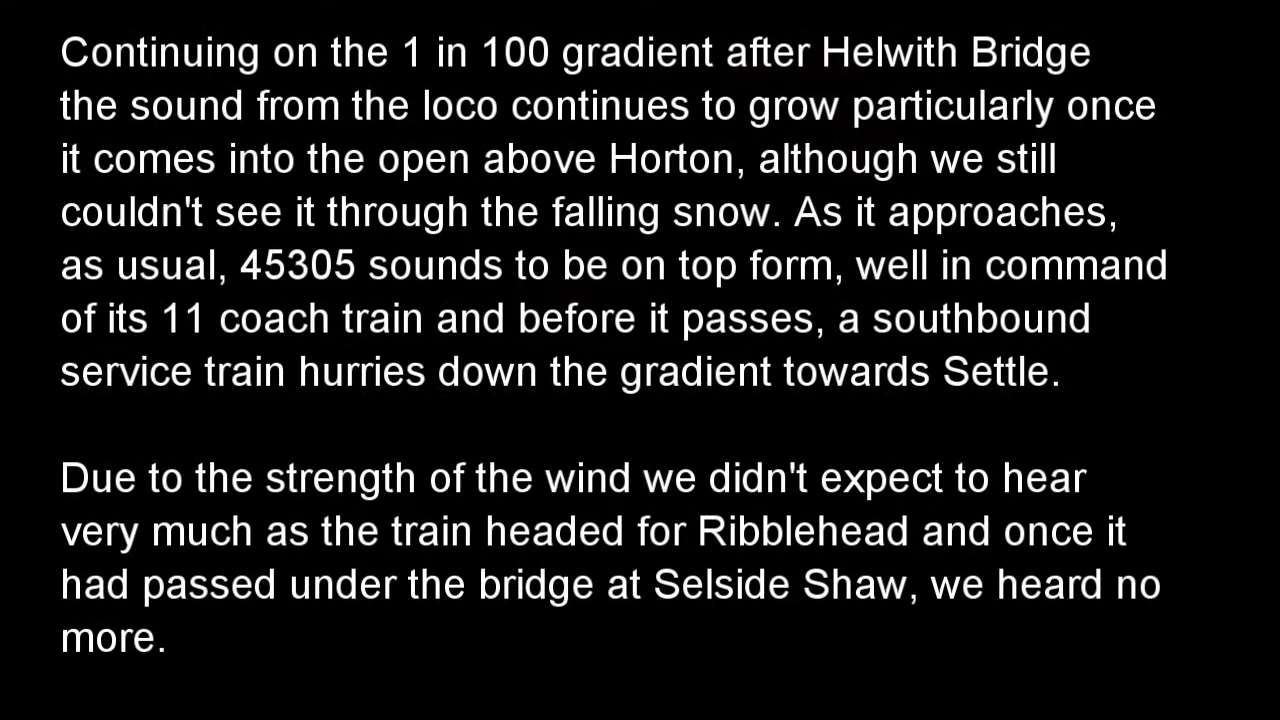 Continuing on the 1 in 100 gradient after Helwith Bridge
the sound from the loco continues to grow particularly once
it comes into the open above Horton, although we still
couldn't see it through the falling snow. As it approaches,
as usual, 45305 sounds to be on top form, well in command
of its 11 coach train and before it passes, a southbound
service train hurries down the gradient towards Settle.

Due to the strength of the wind we didn't expect to hear
very much as the train headed for Ribblehead and once it
had passed under the bridge at Selside Shaw, we heard no
more.